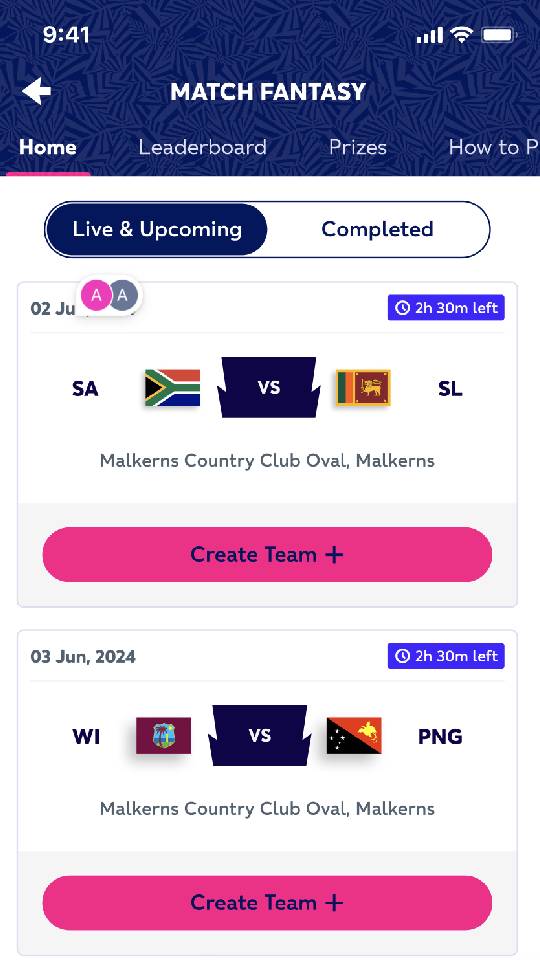 9:41
MATCH FANTASY
Home Leaderboard Prizes How to P
Live & Upcoming Completed
A A
02 Ju 2h 30m left
SA VS SL
Malkerns Country Club Oval, Malkerns
Create Team +
03 Jun, 2024 2h 30m left
WI VS PNG
Malkerns Country Club Oval, Malkerns
Create Team +